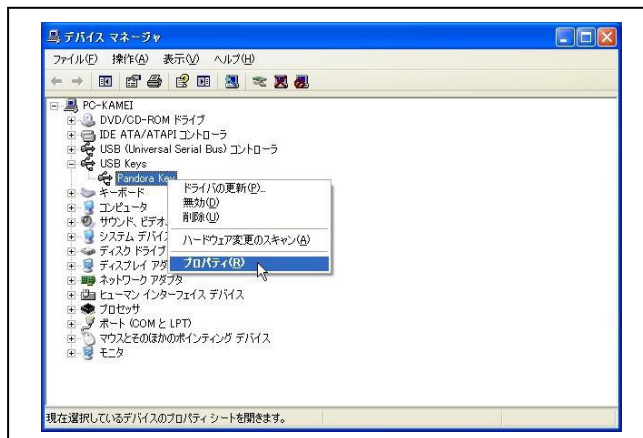 デバイス マネージャ
ファイル(F) 操作(A) 表示(V) ヘルプ(H)
PC-KAMEI
DVD/CD-ROM ドライブ
IDE ATA/ATAPI コントローラ
USB (Universal Serial Bus) コントローラ
USB Keys
Pandora Key
ドライバの更新(P)...
無効(D)
削除(U)
ハードウェア変更のスキャン(A)
プロパティ(R)
キーボード
コンピュータ
サウンド、ビデオ、
システム デバイ
ディスク ドライブ
ディスプレイ アダ
ネットワーク アダプタ
ヒューマン インターフェイス デバイス
プロセッサ
ポート (COM と LPT)
マウスとそのほかのポインティング デバイス
モニタ
現在選択しているデバイスのプロパティ シートを開きます。